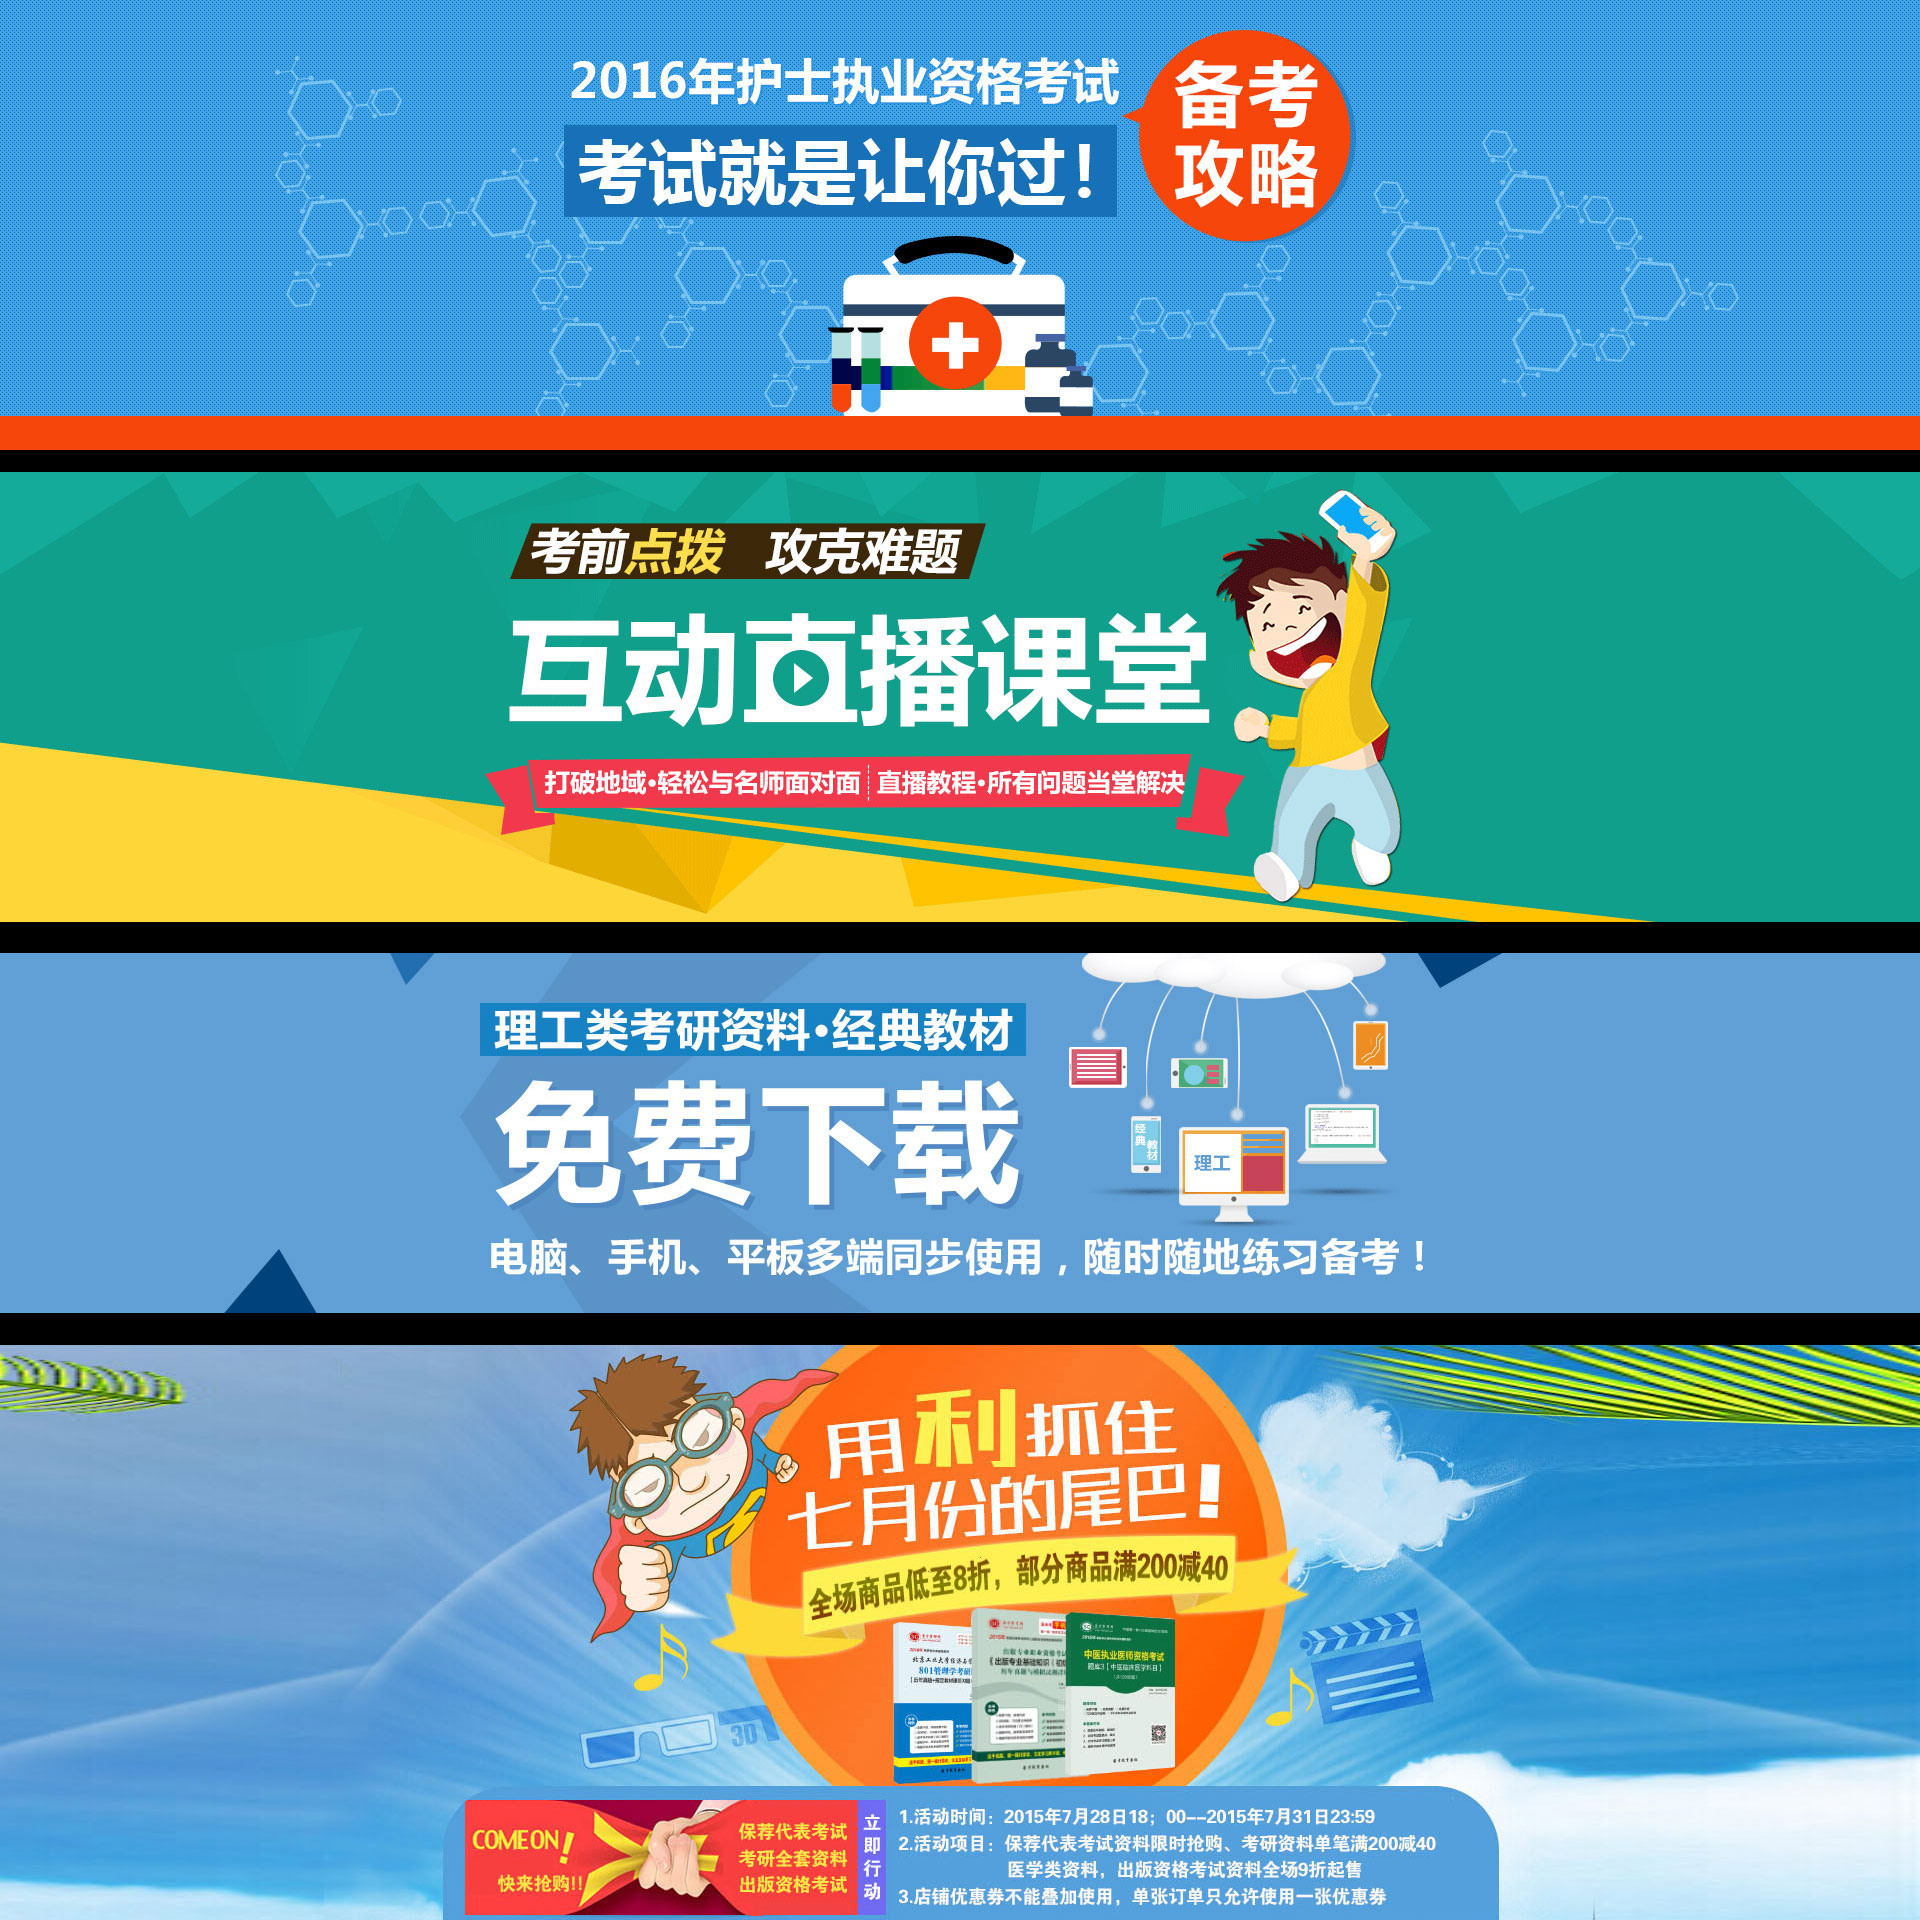 2016年护士执业资格考试
考试就是让你过！
备考
攻略
考前点拨 攻克难题
互动直播课堂
打破地域·轻松与名师面对面 直播教程·所有问题当堂解决
理工类考研资料·经典教材
免费下载
经典
教材
理工
电脑、手机、平板多端同步使用，随时随地练习备考！
用利抓住
七月份的尾巴！
全场商品低至8折，部分商品满200减40
801管理学考研
中医执业医师资格考试
3D
COME ON！
快来抢购!!
保荐代表考试
考研全套资料
出版资格考试
立即行动
1.活动时间：2015年7月28日18；00--2015年7月31日23:59
2.活动项目：保荐代表考试资料限时抢购、考研资料单笔满200减40
医学类资料，出版资格考试资料全场9折起售
3.店铺优惠券不能叠加使用，单张订单只允许使用一张优惠券